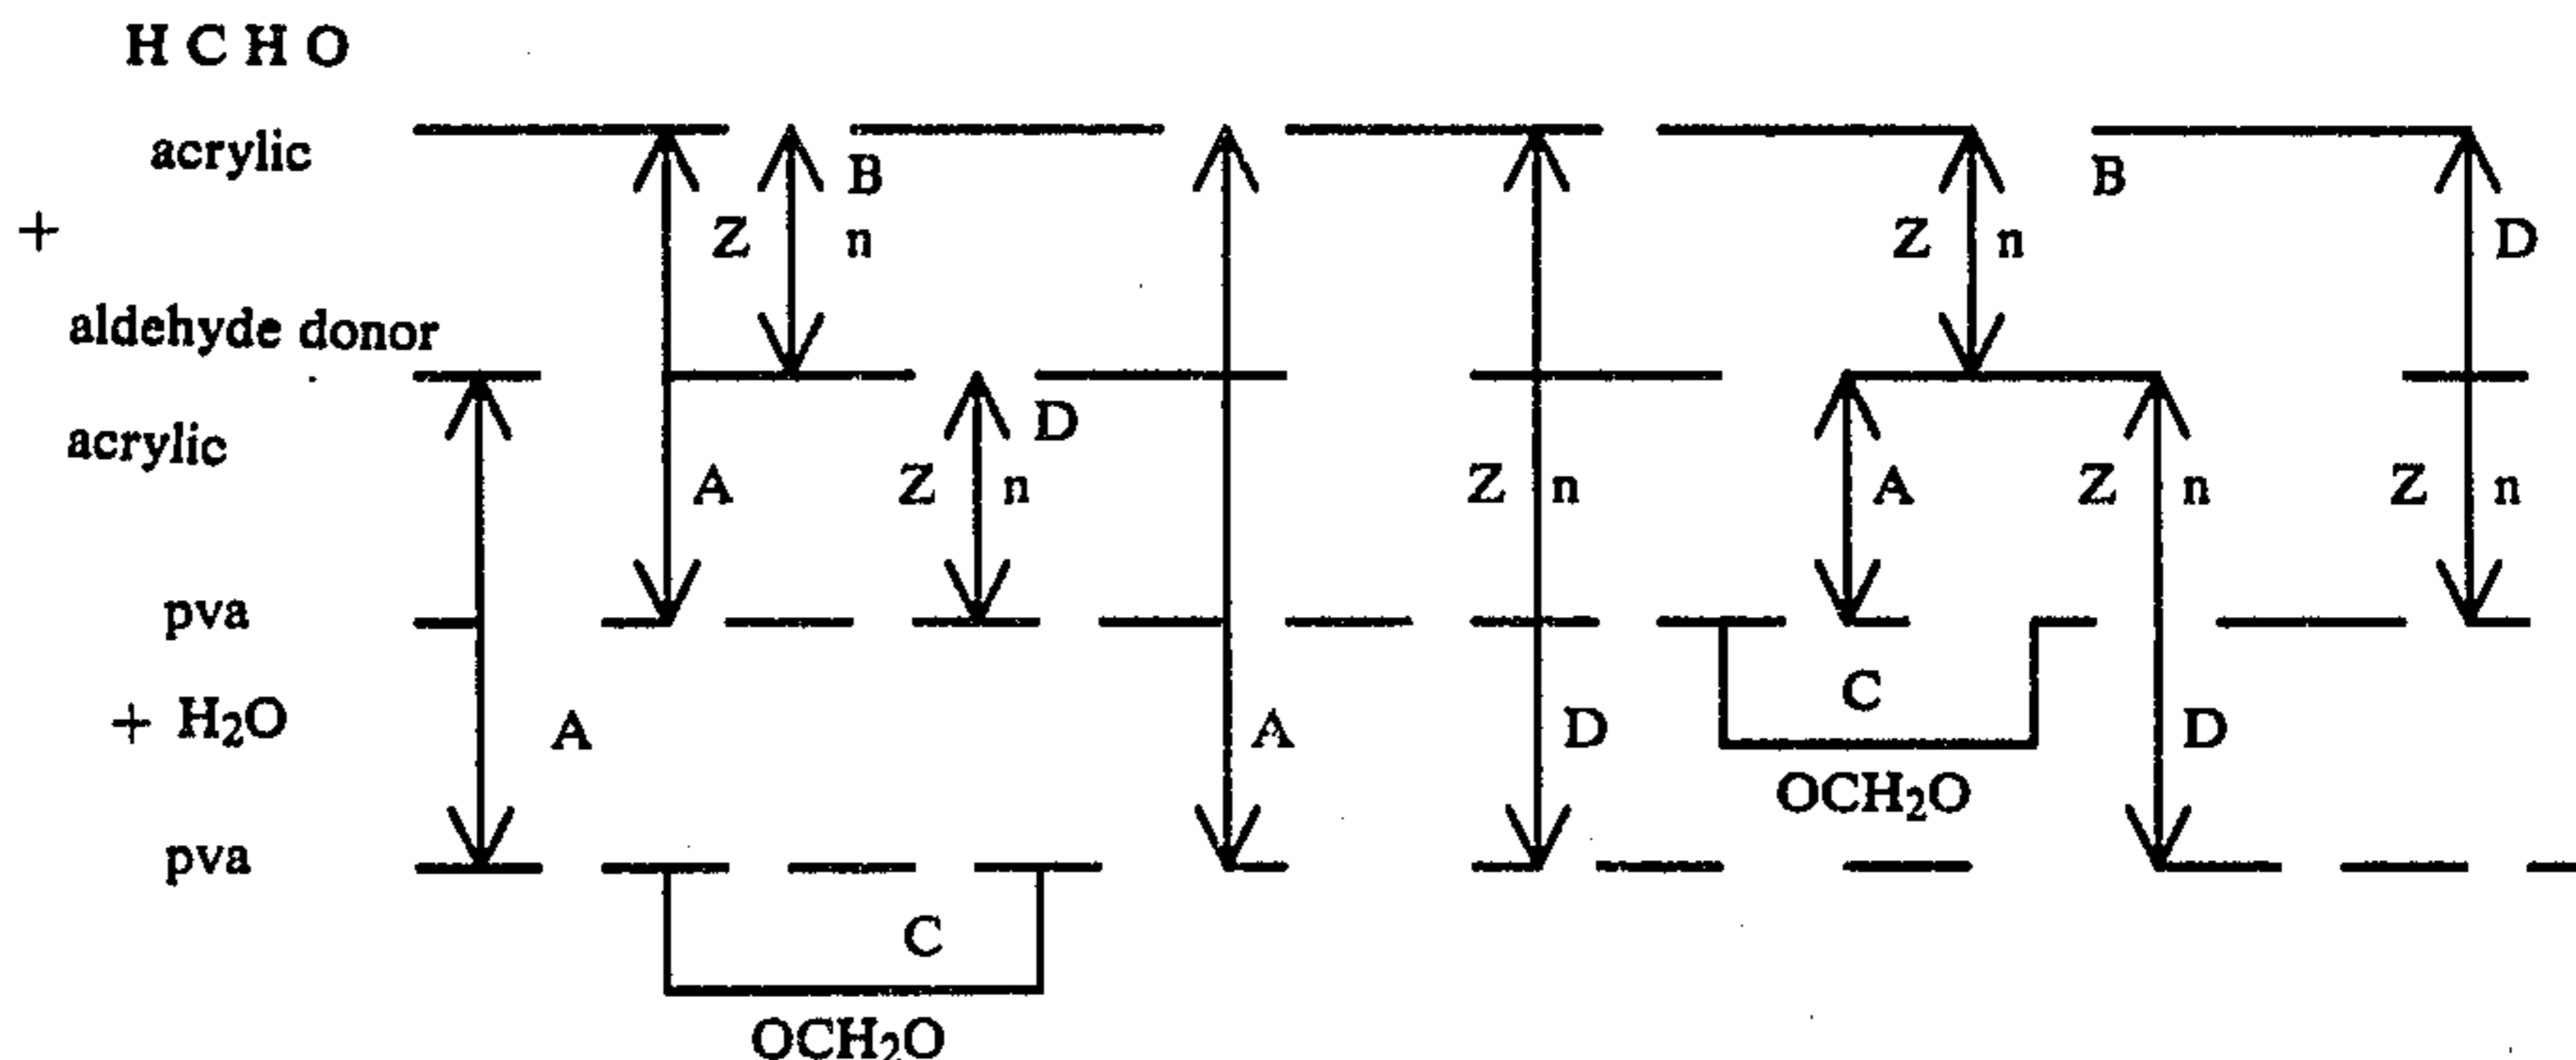 H C H O
acrylic B B
+ Z n Z n D
aldehyde donor
acrylic D
A Z n Z n A Z n Z n
pva
C
+ H₂O A A D D
OCH₂O
pva
C
OCH₂O